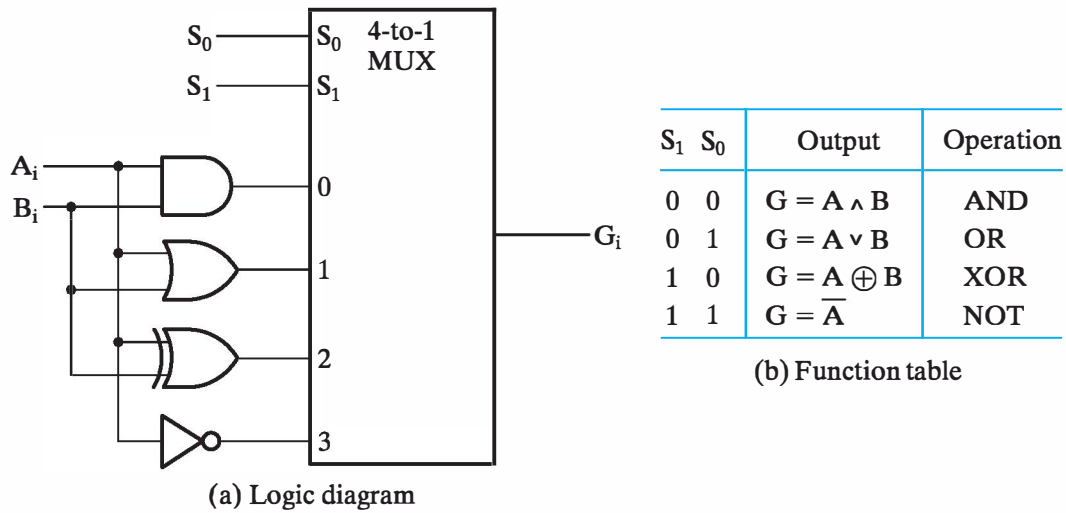 S₀ S₀ 4-to-1
MUX
S₁ S₁
Aᵢ
0
Bᵢ
1
2
3
Gᵢ
(a) Logic diagram
S₁ S₀ Output Operation
0 0 G = A ∧ B AND
0 1 G = A ∨ B OR
1 0 G = A ⊕ B XOR
1 1 G = A̅ NOT
(b) Function table